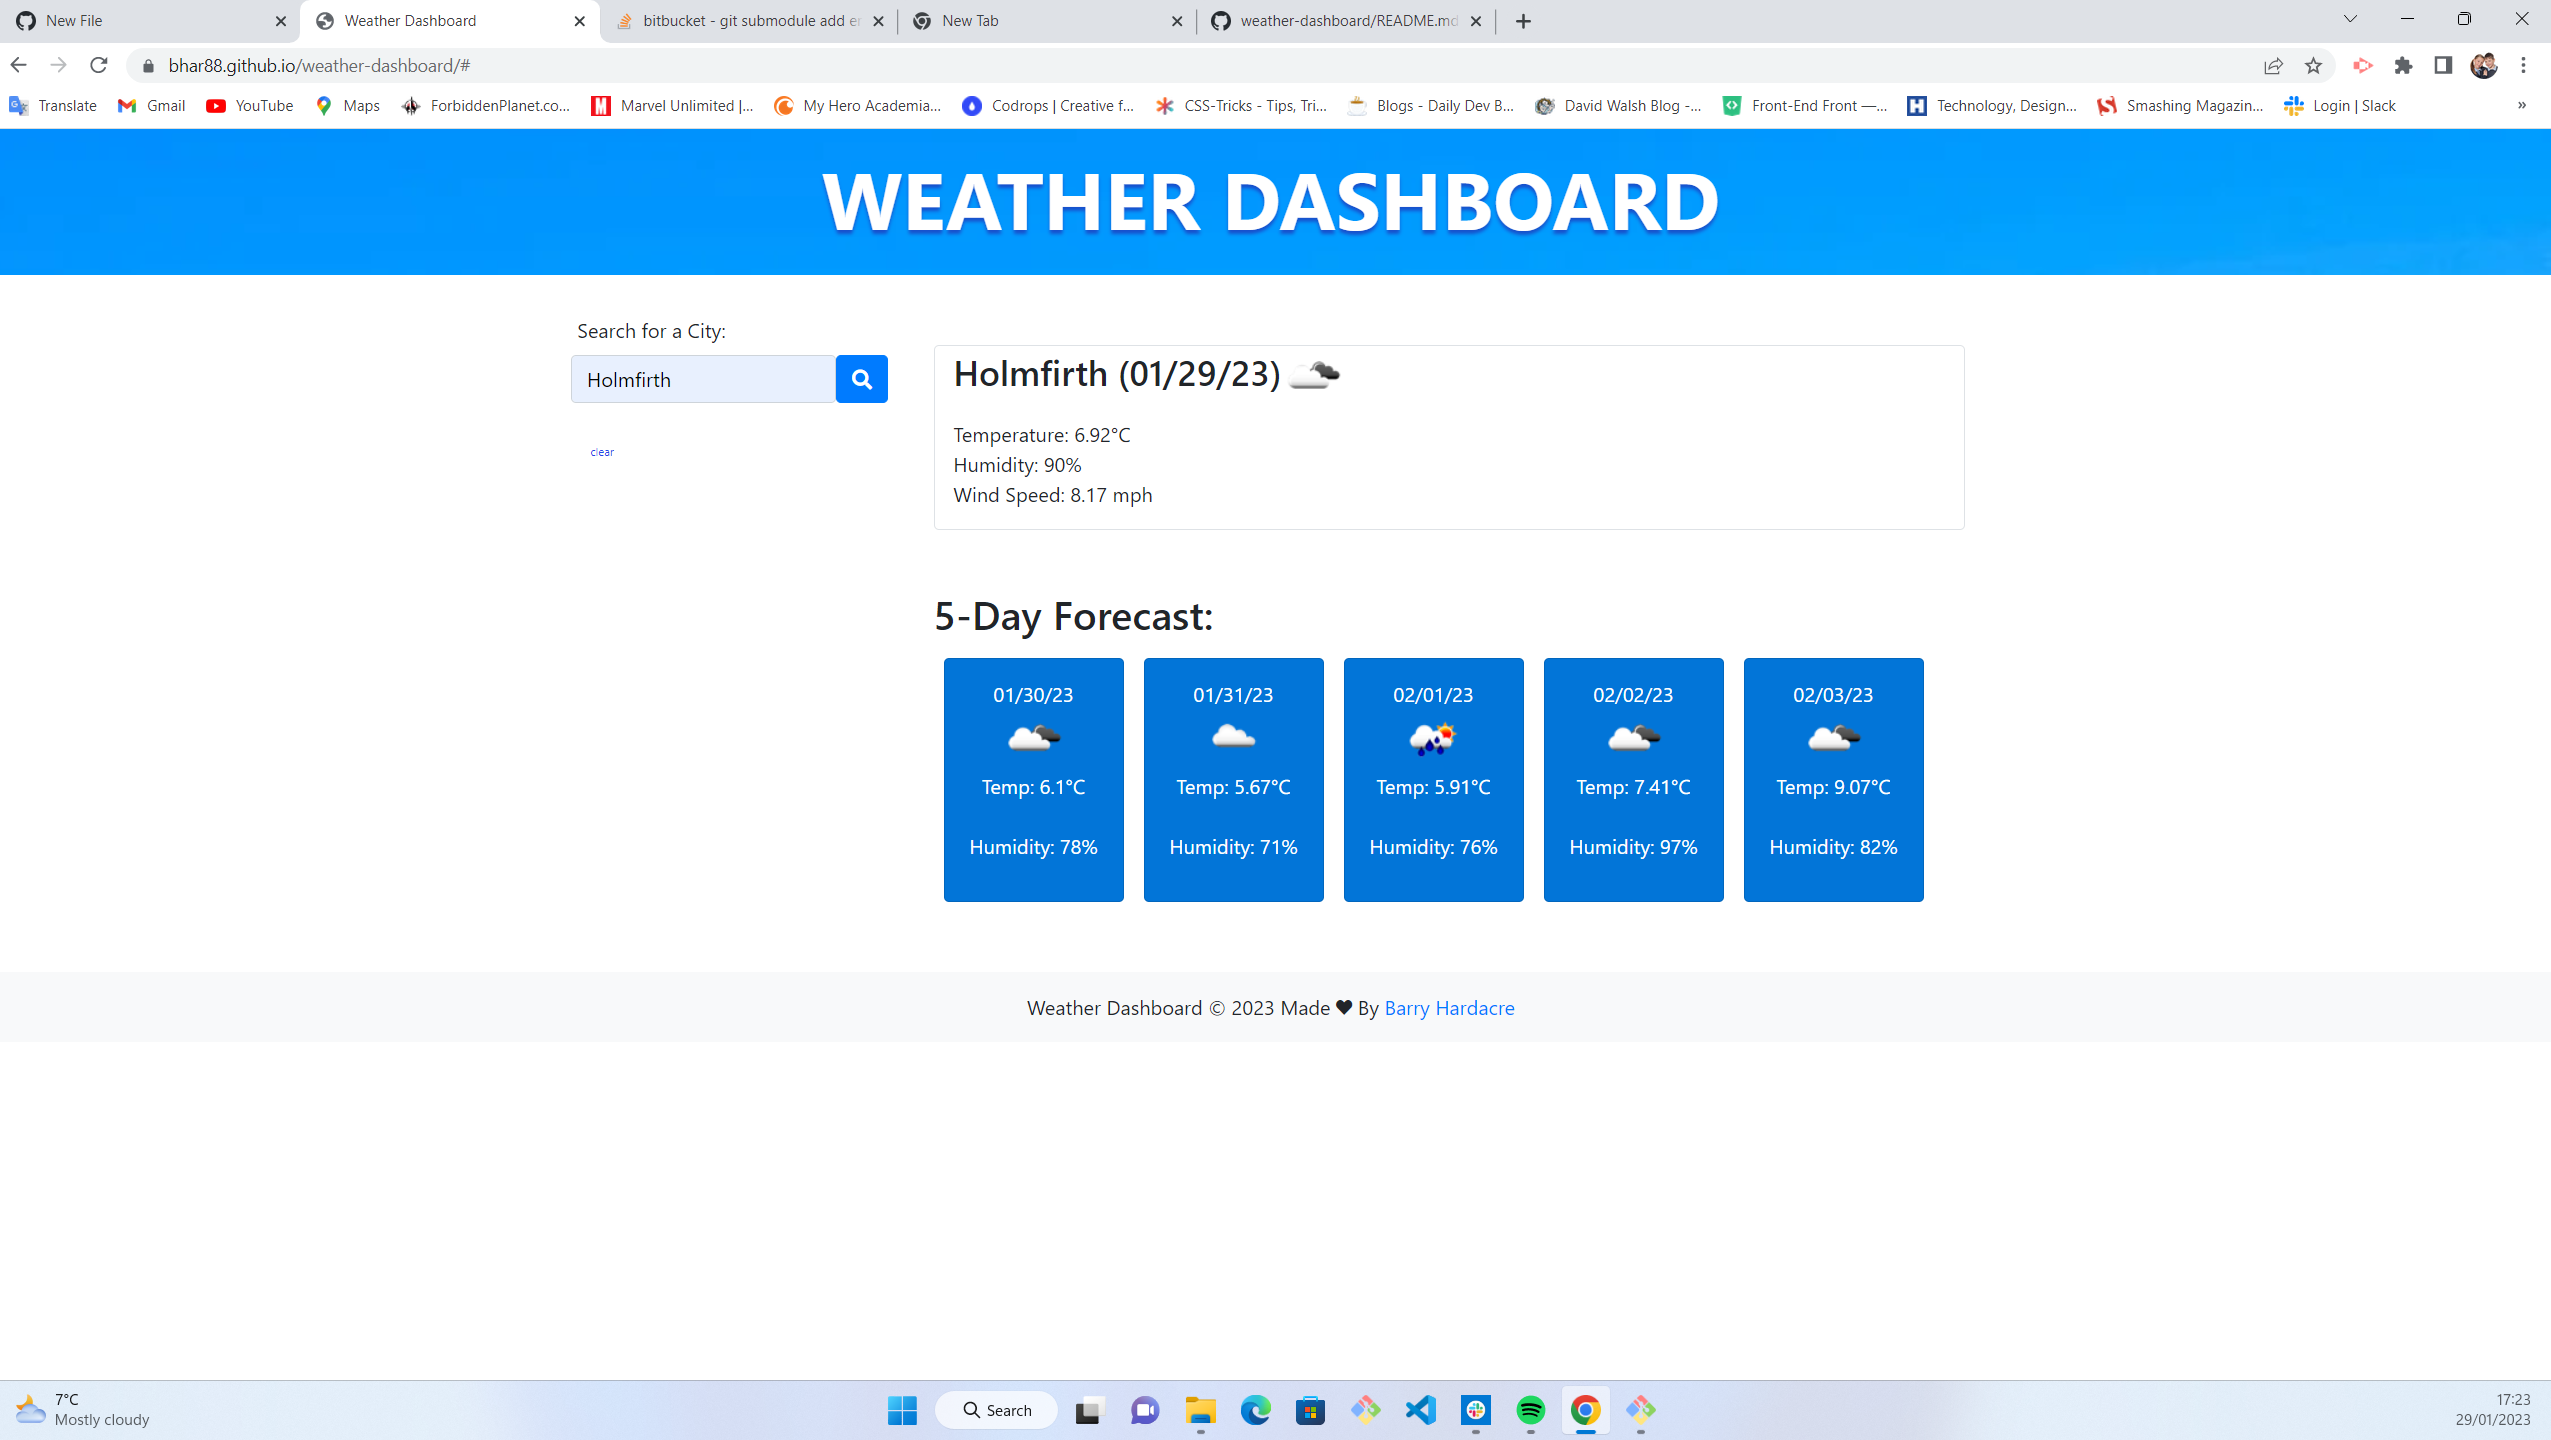 New File
Weather Dashboard
bitbucket - git submodule add er
New Tab
weather-dashboard/README.md
bhar88.github.io/weather-dashboard/#
Translate
Gmail
YouTube
Maps
ForbiddenPlanet.co...
Marvel Unlimited |...
My Hero Academia...
Codrops | Creative f...
CSS-Tricks - Tips, Tri...
Blogs - Daily Dev B...
David Walsh Blog -...
Front-End Front —...
Technology, Design...
Smashing Magazin...
Login | Slack
»
WEATHER DASHBOARD
Search for a City:
Holmfirth
clear
Holmfirth (01/29/23)
Temperature: 6.92°C
Humidity: 90%
Wind Speed: 8.17 mph
5-Day Forecast:
01/30/23
Temp: 6.1°C
Humidity: 78%
01/31/23
Temp: 5.67°C
Humidity: 71%
02/01/23
Temp: 5.91°C
Humidity: 76%
02/02/23
Temp: 7.41°C
Humidity: 97%
02/03/23
Temp: 9.07°C
Humidity: 82%
Weather Dashboard © 2023 Made ♥ By Barry Hardacre
7°C
Mostly cloudy
Search
17:23
29/01/2023